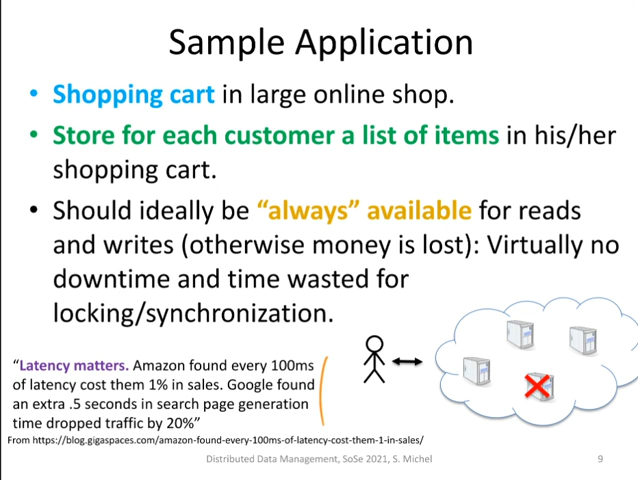 Sample Application
• Shopping cart in large online shop.
• Store for each customer a list of items in his/her
shopping cart.
• Should ideally be “always” available for reads
and writes (otherwise money is lost): Virtually no
downtime and time wasted for
locking/synchronization.
“Latency matters. Amazon found every 100ms
of latency cost them 1% in sales. Google found
an extra .5 seconds in search page generation
time dropped traffic by 20%”
From https://blog.gigaspaces.com/amazon-found-every-100ms-of-latency-cost-them-1-in-sales/
Distributed Data Management, SoSe 2021, S. Michel
9